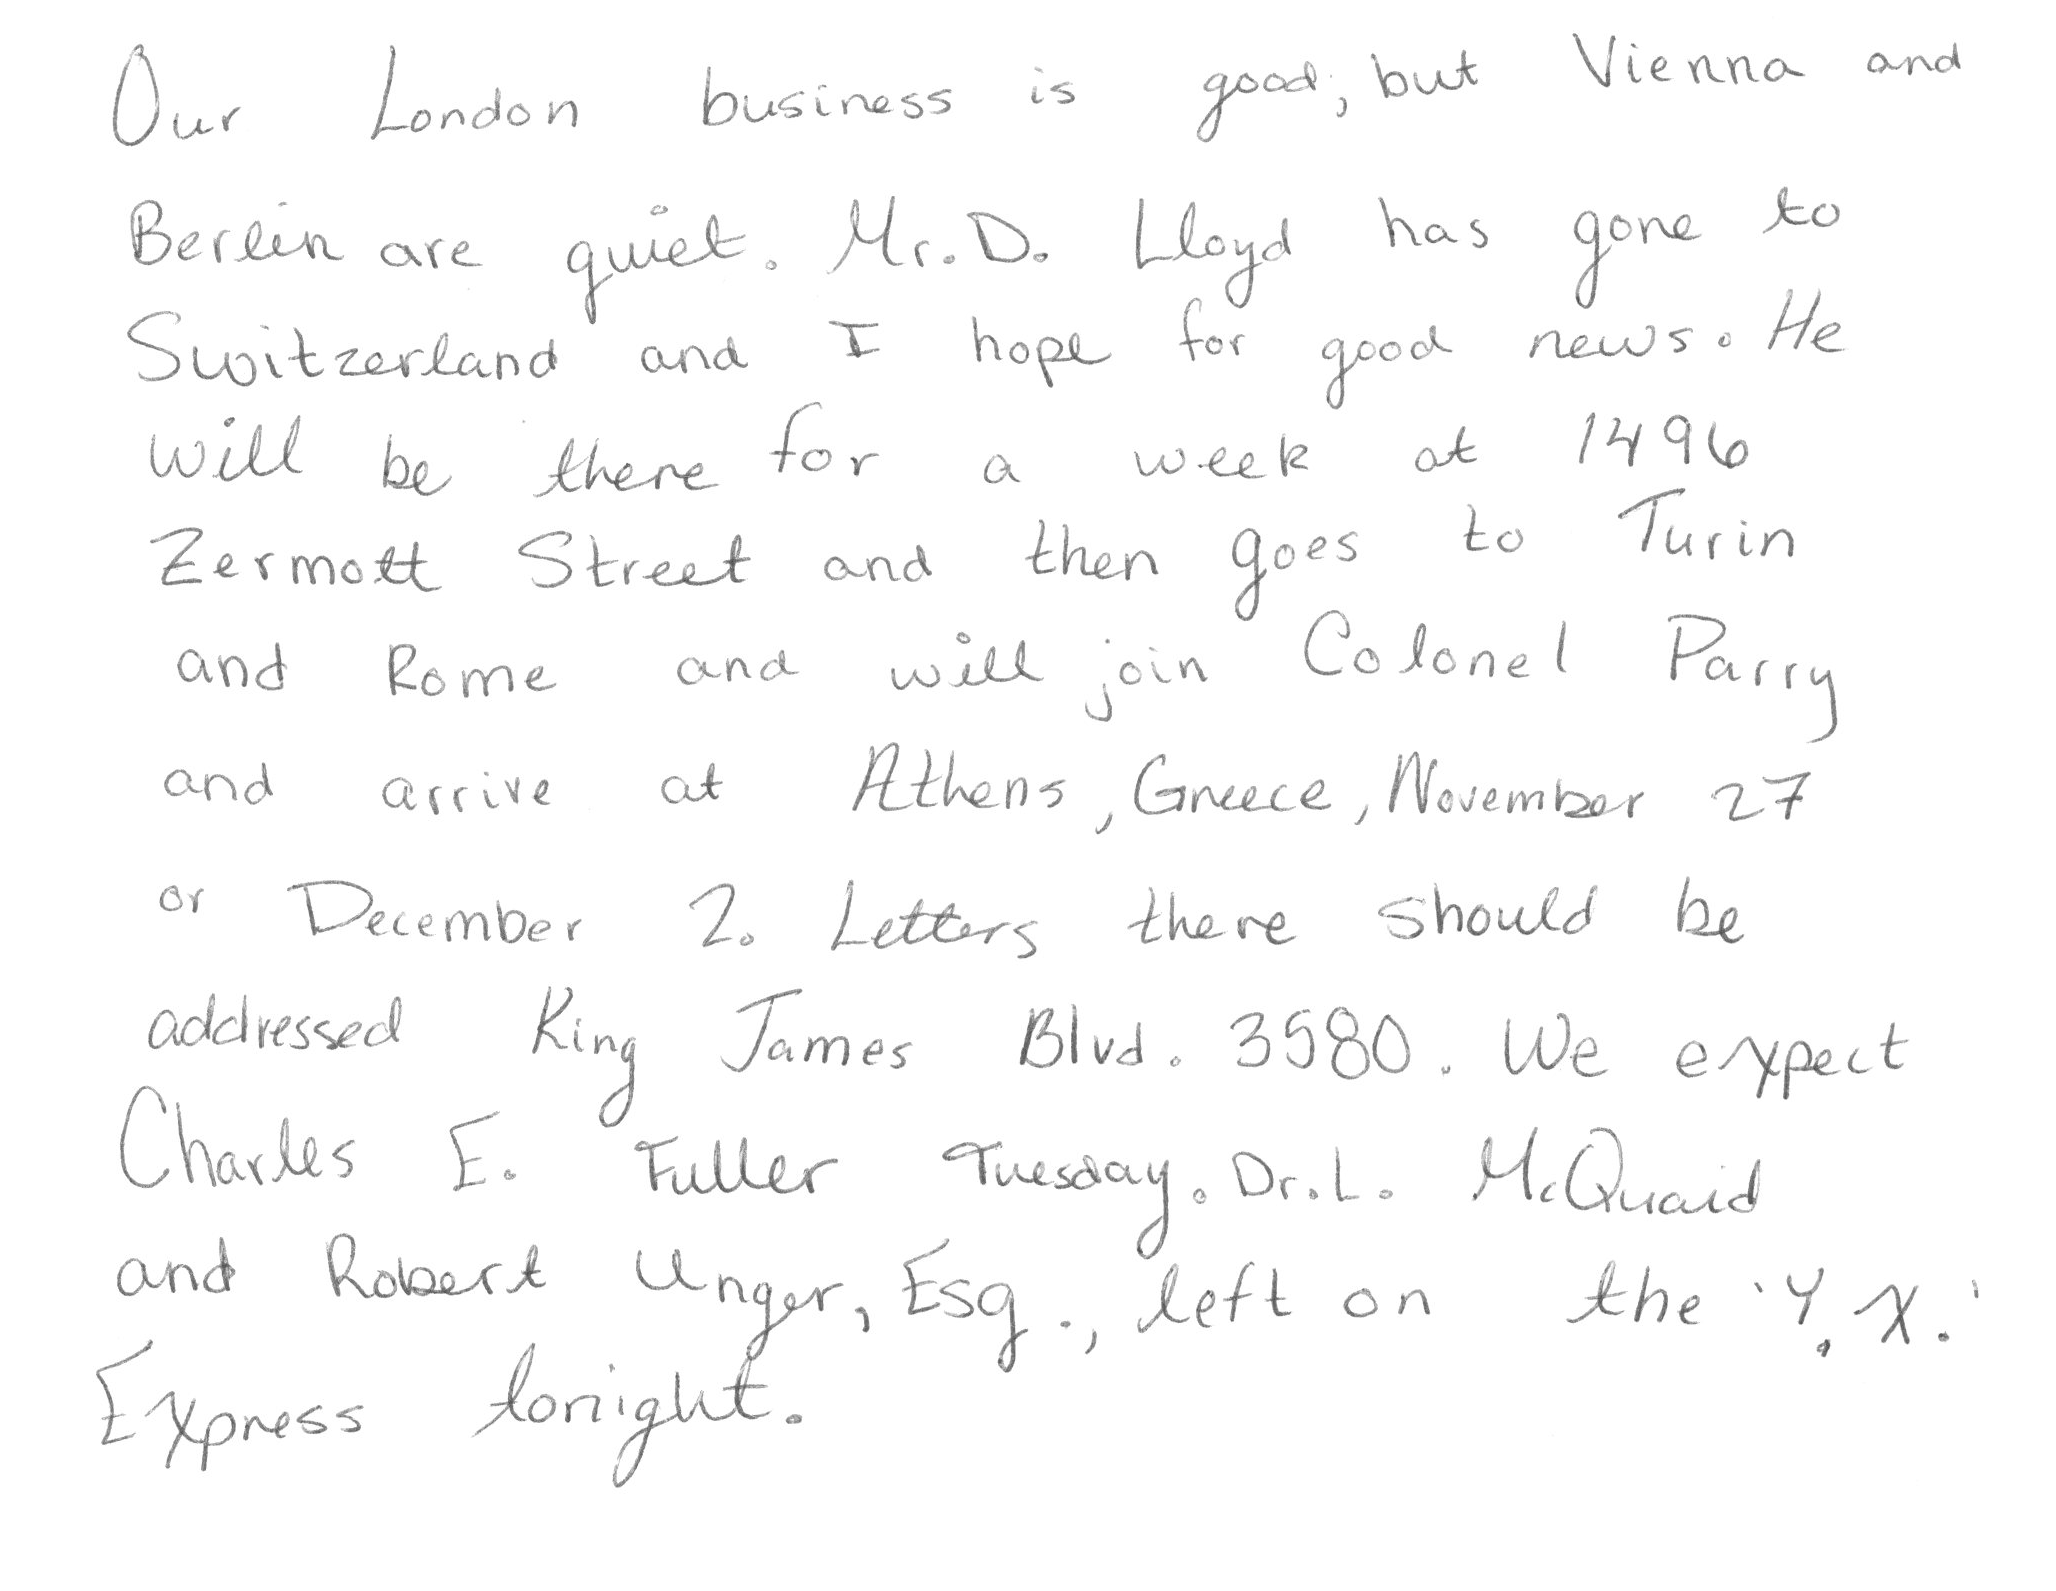 Our London business is good, but Vienna and
Berlin are quiet. Mr. D. Lloyd has gone to
Switzerland and I hope for good news. He
will be there for a week at 1496
Zermott Street and then goes to Turin
and Rome and will join Colonel Parry
and arrive at Athens, Greece, November 27
or December 2. Letters there should be
addressed King James Blvd. 3580. We expect
Charles E. Fuller Tuesday. Dr. L. McQuaid
and Robert Unger, Esq., left on the 'Y. X.'
Express tonight.